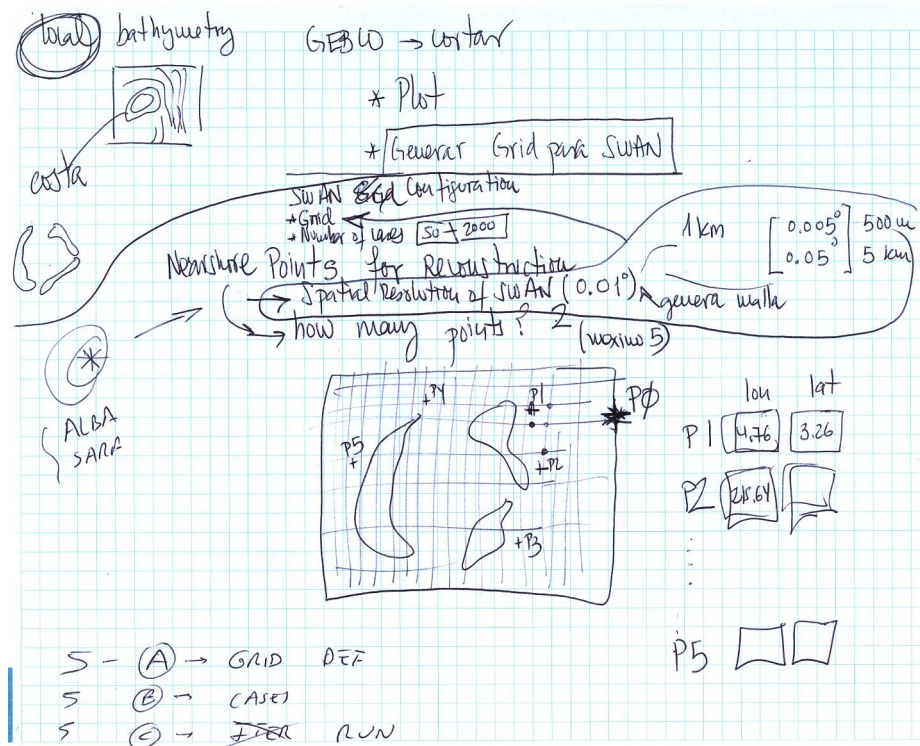 total bathymetry
GEBCO → cortar
* Plot
* Generar Grid para SWAN
costa
SWAN Configuration
* Grid
* Number of cases 50 - 2000
1 km
0.005° 500 m
0.05° 5 km
Nearshore Points for Reconstruction
→ Spatial Resolution of SWAN (0.01°)
genera malla
→ how many points? 2
(maximo 5)
ALBA
SARA
P4
P1
P0
P5
P2
P3
lon lat
P1 4.76 3.26
P2
P5
5 - A → GRID DEF
5 B → CASES
5 C → RUN